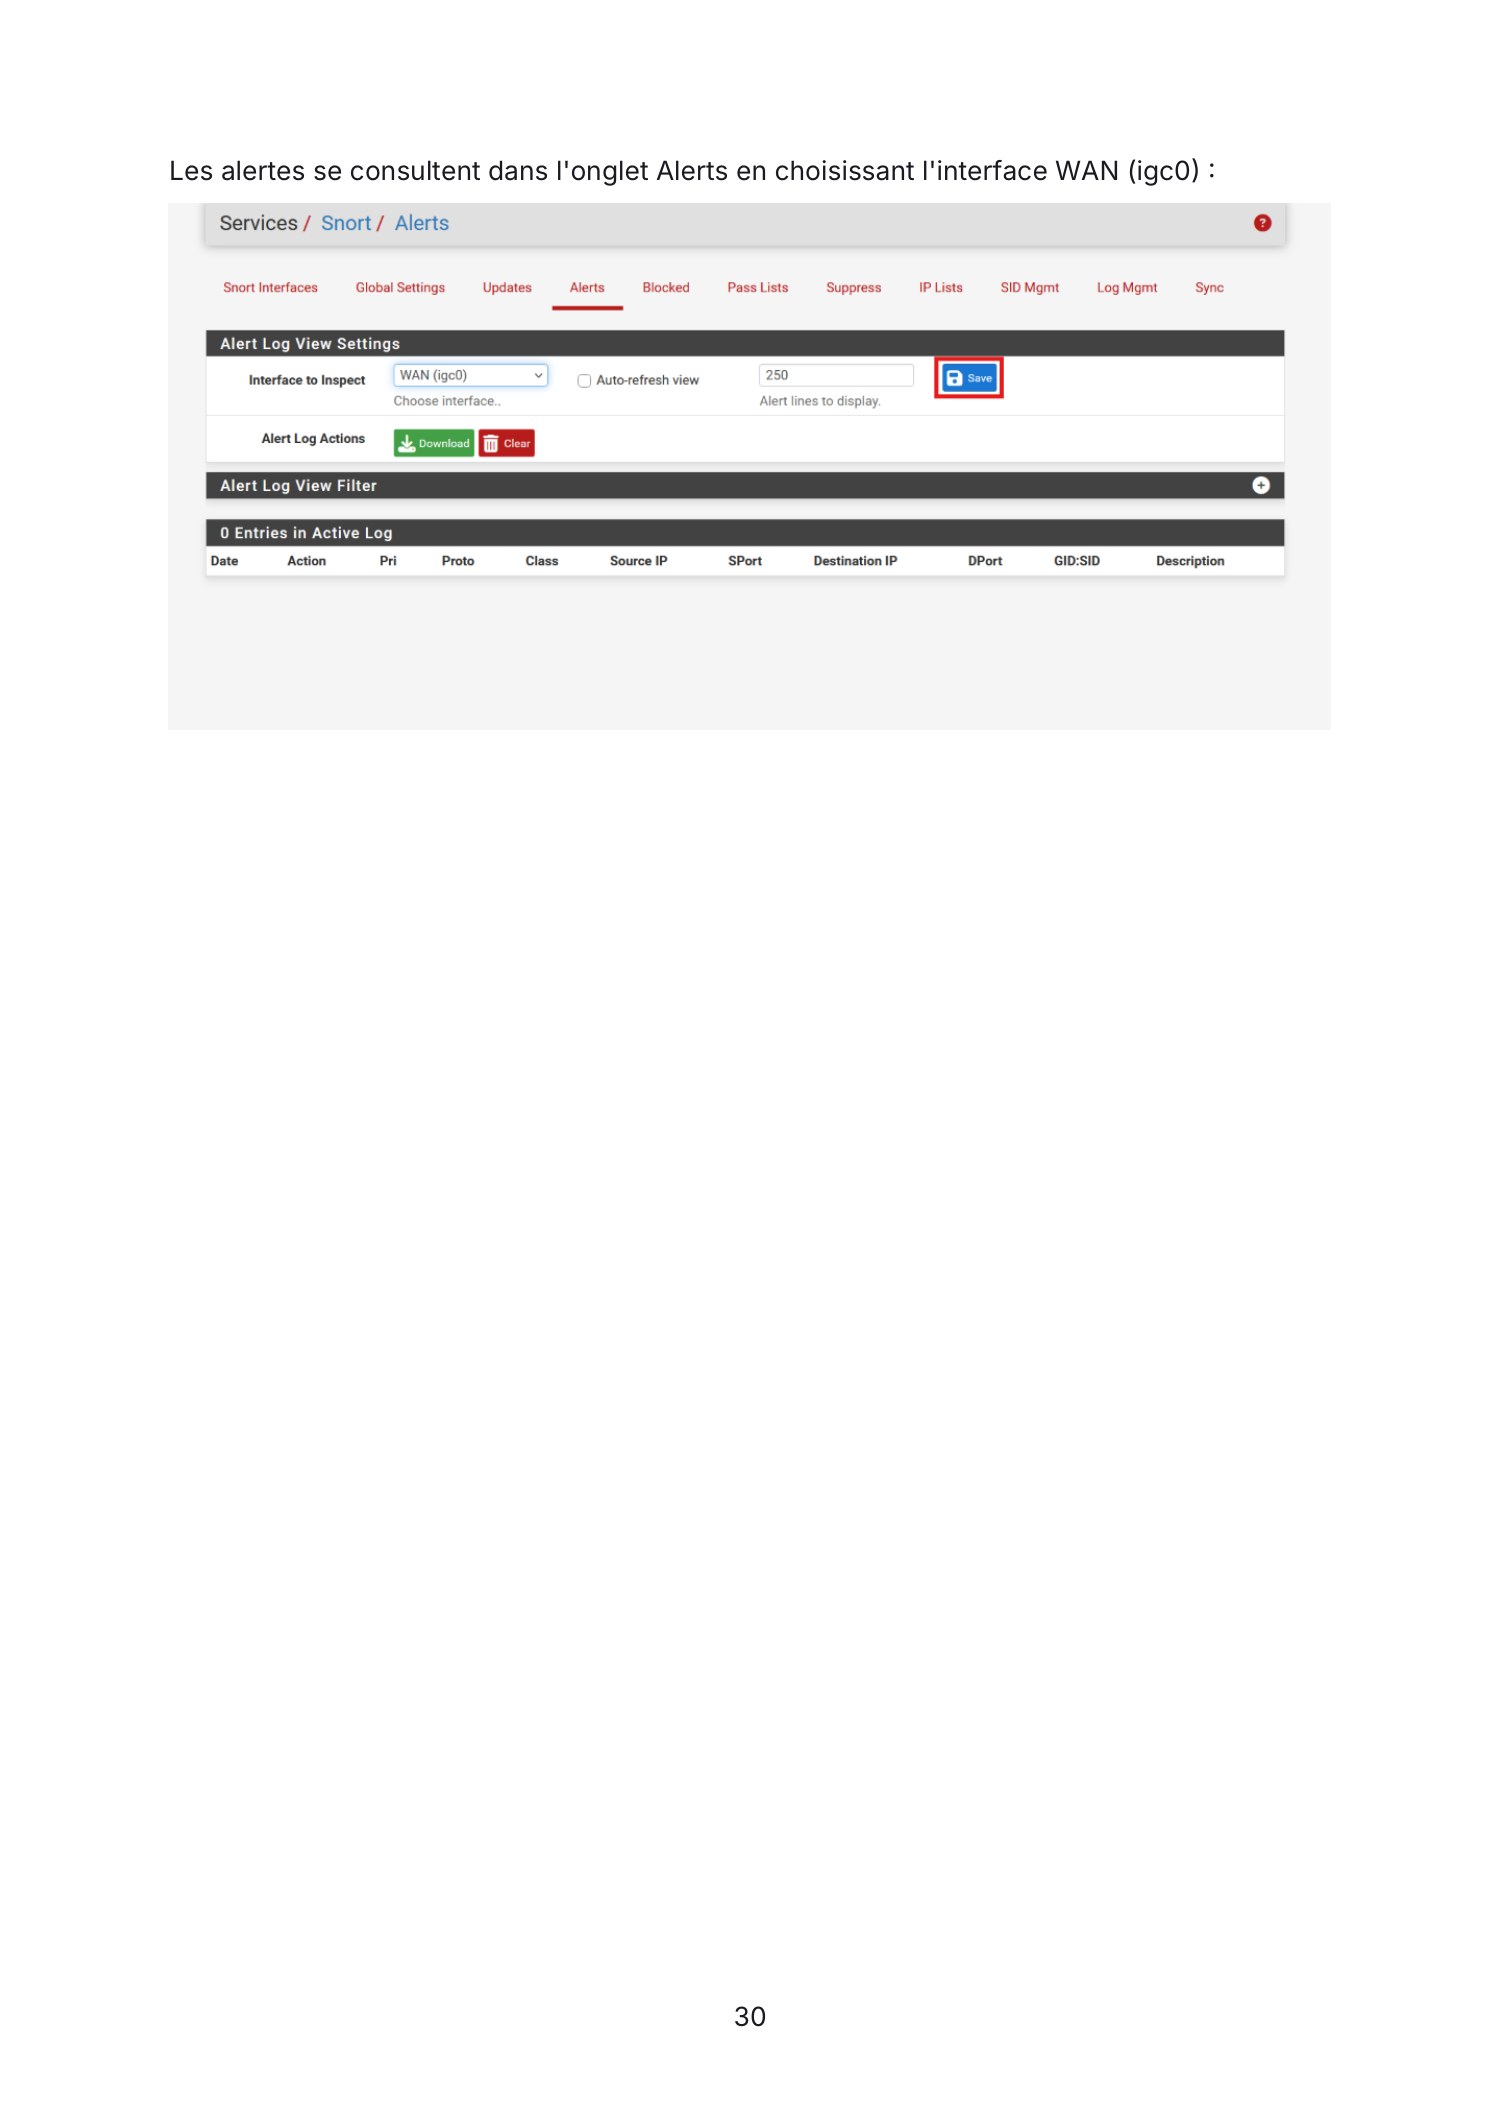 Les alertes se consultent dans l'onglet Alerts en choisissant l'interface WAN (igc0) :
Services / Snort / Alerts
?
Snort Interfaces Global Settings Updates Alerts Blocked Pass Lists Suppress IP Lists SID Mgmt Log Mgmt Sync
Alert Log View Settings
Interface to Inspect WAN (igc0) Auto-refresh view 250 Save
Choose interface.. Alert lines to display.
Alert Log Actions Download Clear
Alert Log View Filter
0 Entries in Active Log
Date Action Pri Proto Class Source IP SPort Destination IP DPort GID:SID Description
30